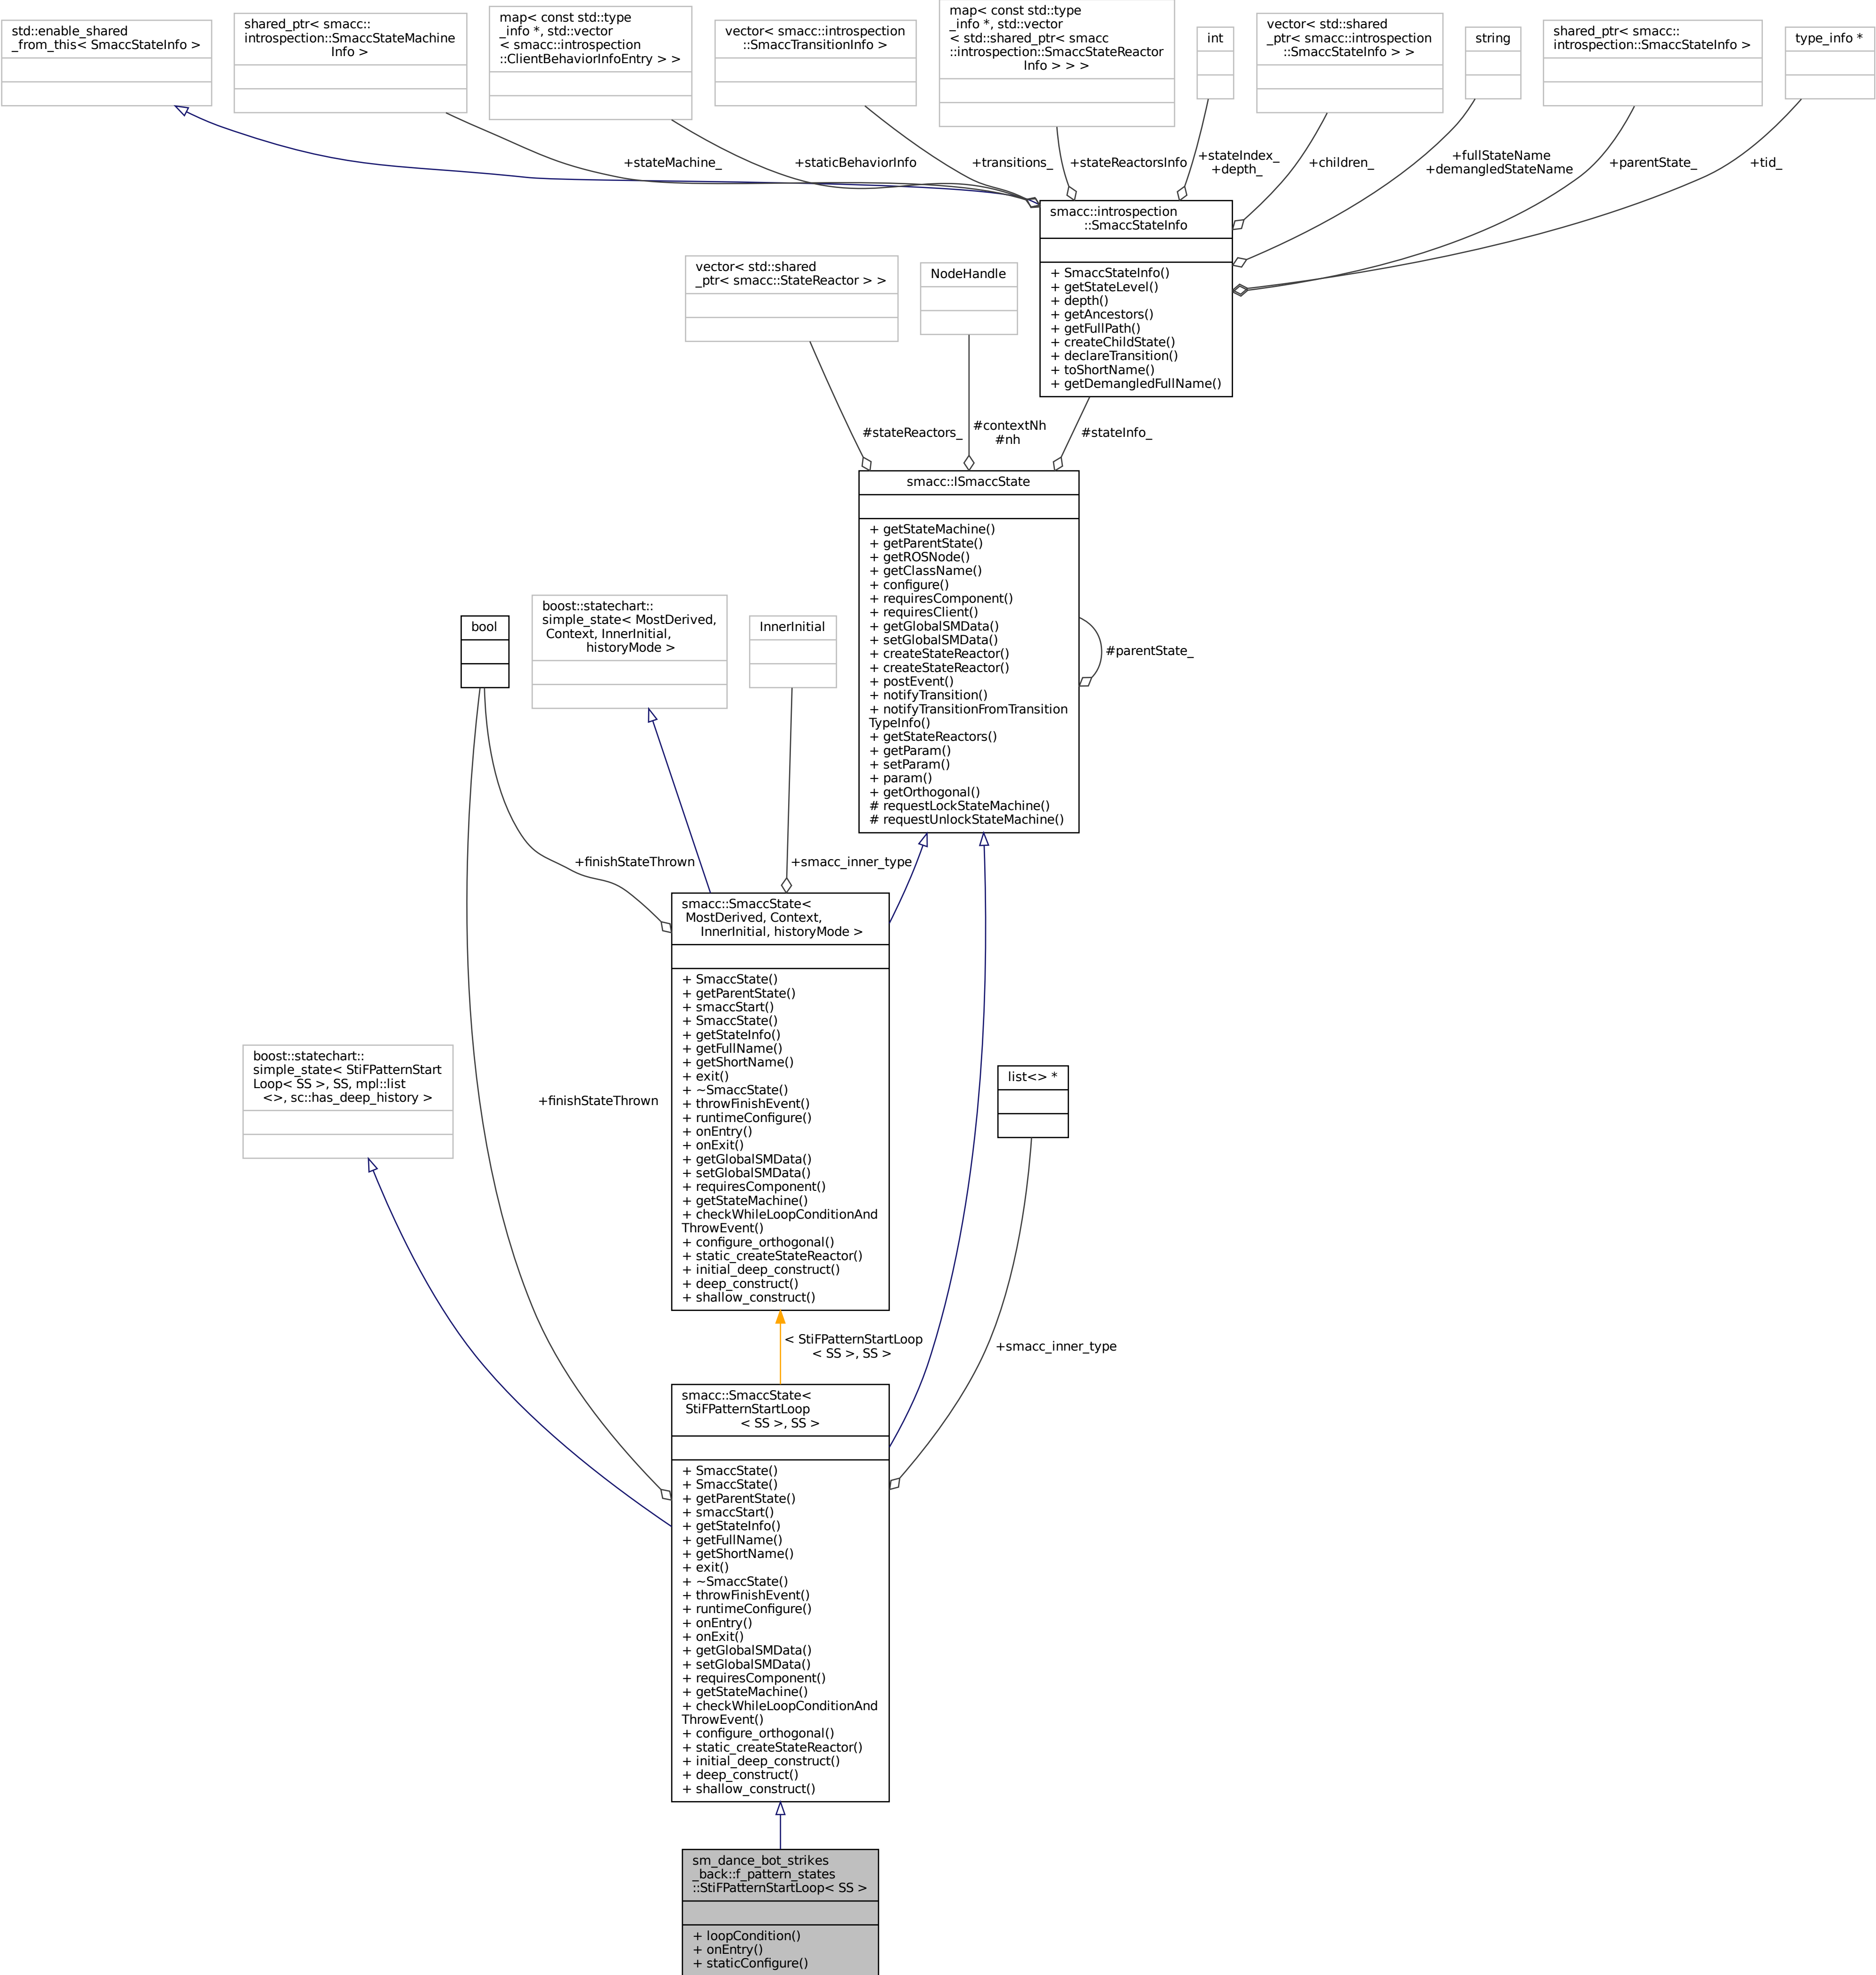 std::enable_shared
_from_this< SmaccStateInfo >
shared_ptr< smacc::
introspection::SmaccStateMachine
Info >
map< const std::type
_info *, std::vector
< smacc::introspection
::ClientBehaviorInfoEntry > >
vector< smacc::introspection
::SmaccTransitionInfo >
map< const std::type
_info *, std::vector
< std::shared_ptr< smacc
::introspection::SmaccStateReactor
Info > > >
int
vector< std::shared
_ptr< smacc::introspection
::SmaccStateInfo > >
string
shared_ptr< smacc::
introspection::SmaccStateInfo >
type_info *
+stateMachine_
+staticBehaviorInfo
+transitions_
+stateReactorsInfo
+stateIndex_
+depth_
+children_
+fullStateName
+demangledStateName
+parentState_
+tid_
smacc::introspection
::SmaccStateInfo
+ SmaccStateInfo()
+ getStateLevel()
+ depth()
+ getAncestors()
+ getFullPath()
+ createChildState()
+ declareTransition()
+ toShortName()
+ getDemangledFullName()
vector< std::shared
_ptr< smacc::StateReactor > >
NodeHandle
#stateReactors_
#contextNh
#nh
#stateInfo_
smacc::ISmaccState
+ getStateMachine()
+ getParentState()
+ getROSNode()
+ getClassName()
+ configure()
+ requiresComponent()
+ requiresClient()
+ getGlobalSMData()
+ setGlobalSMData()
+ createStateReactor()
+ createStateReactor()
+ postEvent()
+ notifyTransition()
+ notifyTransitionFromTransition
TypeInfo()
+ getStateReactors()
+ getParam()
+ setParam()
+ param()
+ getOrthogonal()
# requestLockStateMachine()
# requestUnlockStateMachine()
#parentState_
bool
boost::statechart::
simple_state< MostDerived,
Context, InnerInitial,
historyMode >
InnerInitial
+finishStateThrown
+smacc_inner_type
smacc::SmaccState<
MostDerived, Context,
InnerInitial, historyMode >
+ SmaccState()
+ getParentState()
+ smaccStart()
+ SmaccState()
+ getStateInfo()
+ getFullName()
+ getShortName()
+ exit()
+ ~SmaccState()
+ throwFinishEvent()
+ runtimeConfigure()
+ onEntry()
+ onExit()
+ getGlobalSMData()
+ setGlobalSMData()
+ requiresComponent()
+ getStateMachine()
+ checkWhileLoopConditionAnd
ThrowEvent()
+ configure_orthogonal()
+ static_createStateReactor()
+ initial_deep_construct()
+ deep_construct()
+ shallow_construct()
boost::statechart::
simple_state< StiFPatternStart
Loop< SS >, SS, mpl::list
<>, sc::has_deep_history >
+finishStateThrown
list<> *
< StiFPatternStartLoop
< SS >, SS >
+smacc_inner_type
smacc::SmaccState<
StiFPatternStartLoop
< SS >, SS >
+ SmaccState()
+ SmaccState()
+ getParentState()
+ smaccStart()
+ getStateInfo()
+ getFullName()
+ getShortName()
+ exit()
+ ~SmaccState()
+ throwFinishEvent()
+ runtimeConfigure()
+ onEntry()
+ onExit()
+ getGlobalSMData()
+ setGlobalSMData()
+ requiresComponent()
+ getStateMachine()
+ checkWhileLoopConditionAnd
ThrowEvent()
+ configure_orthogonal()
+ static_createStateReactor()
+ initial_deep_construct()
+ deep_construct()
+ shallow_construct()
sm_dance_bot_strikes
_back::f_pattern_states
::StiFPatternStartLoop< SS >
+ loopCondition()
+ onEntry()
+ staticConfigure()